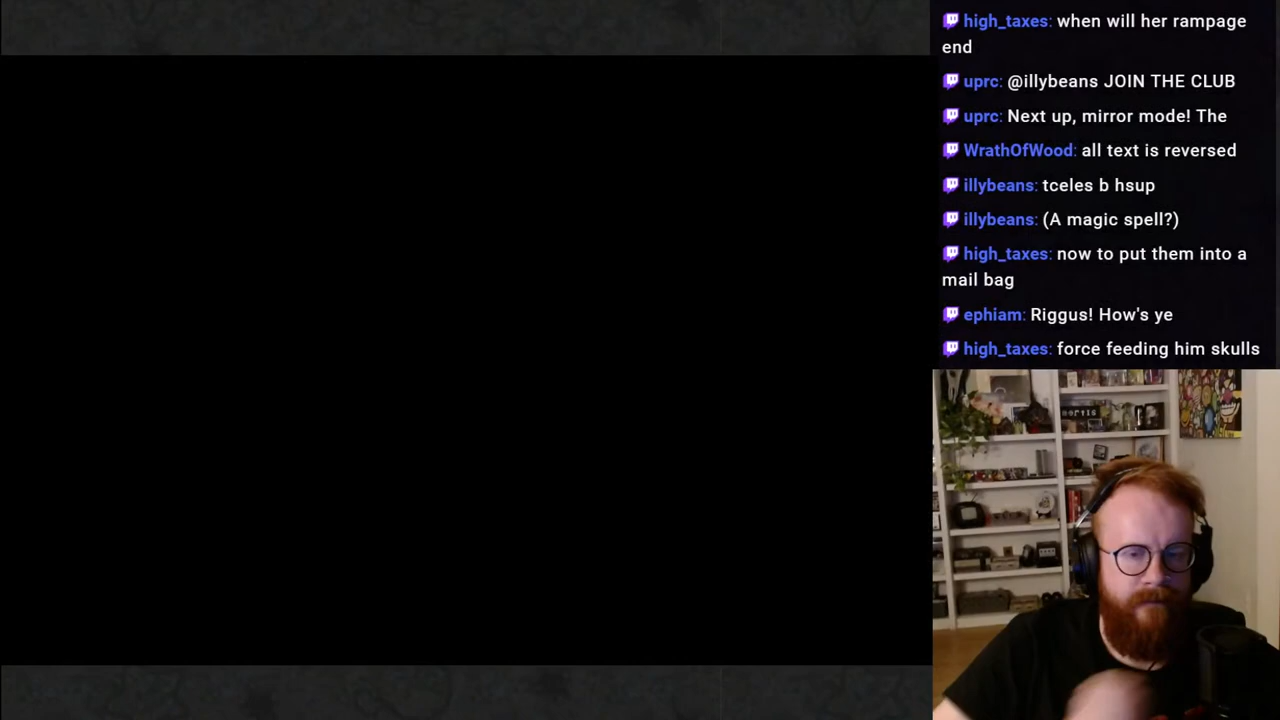 high_taxes: when will her rampage
end
uprc: @illybeans JOIN THE CLUB
uprc: Next up, mirror mode! The
WrathOfWood: all text is reversed
illybeans: tceles b hsup
illybeans: (A magic spell?)
high_taxes: now to put them into a
mail bag
ephiam: Riggus! How's ye
high_taxes: force feeding him skulls